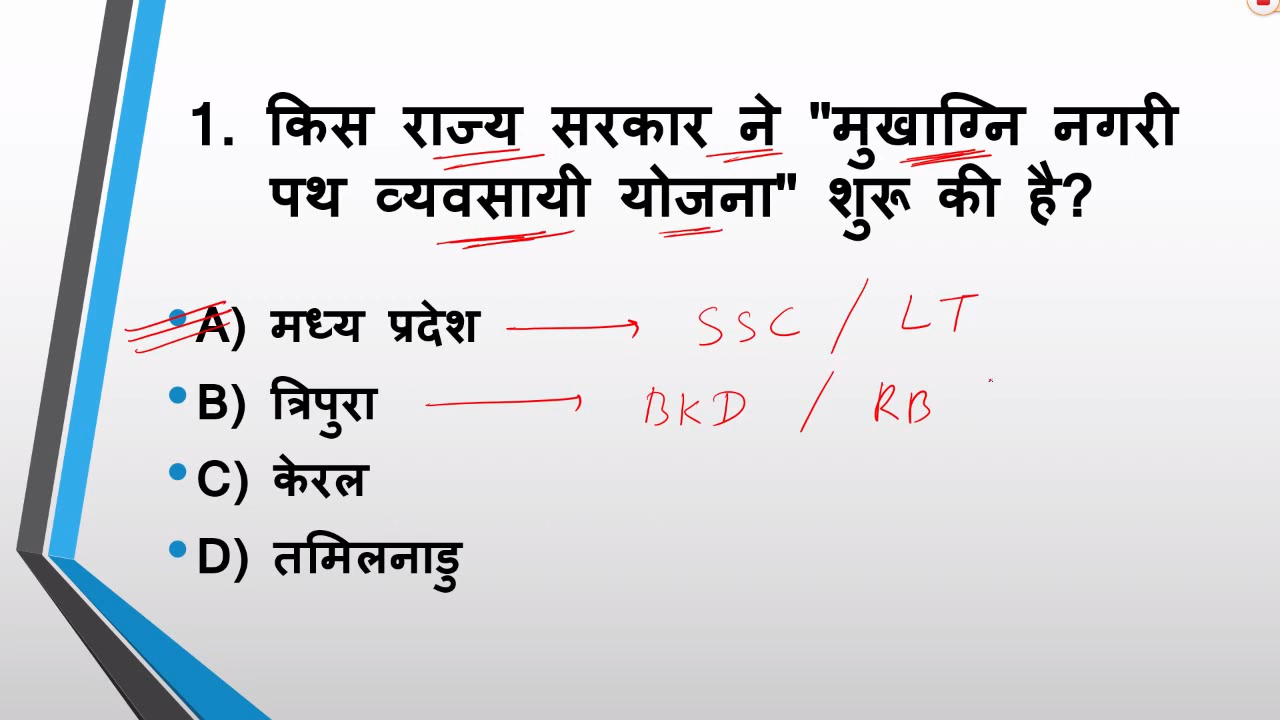 1. किस राज्य सरकार ने "मुखाग्नि नगरी
पथ व्यवसायी योजना" शुरू की है?
A) मध्य प्रदेश SSC / LT
B) त्रिपुरा BKD / RB
C) केरल
D) तमिलनाडु